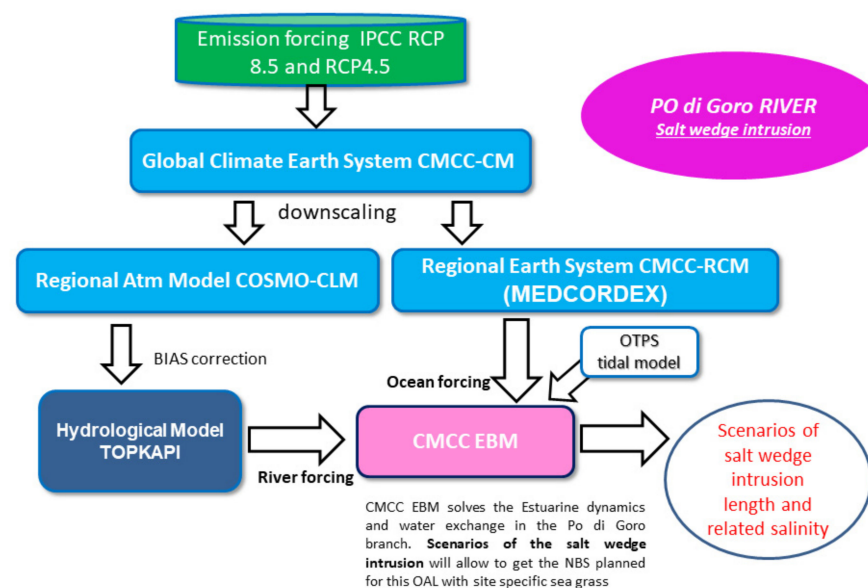 Emission forcing IPCC RCP
8.5 and RCP4.5
PO di Goro RIVER
Salt wedge intrusion
Global Climate Earth System CMCC-CM
downscaling
Regional Atm Model COSMO-CLM
Regional Earth System CMCC-RCM
(MEDCORDEX)
BIAS correction
OTPS
tidal model
Ocean forcing
Hydrological Model
TOPKAPI
River forcing
CMCC EBM
Scenarios of
salt wedge
intrusion
length and
related salinity
CMCC EBM solves the Estuarine dynamics
and water exchange in the Po di Goro
branch. Scenarios of the salt wedge
intrusion will allow to get the NBS planned
for this OAL with site specific sea grass